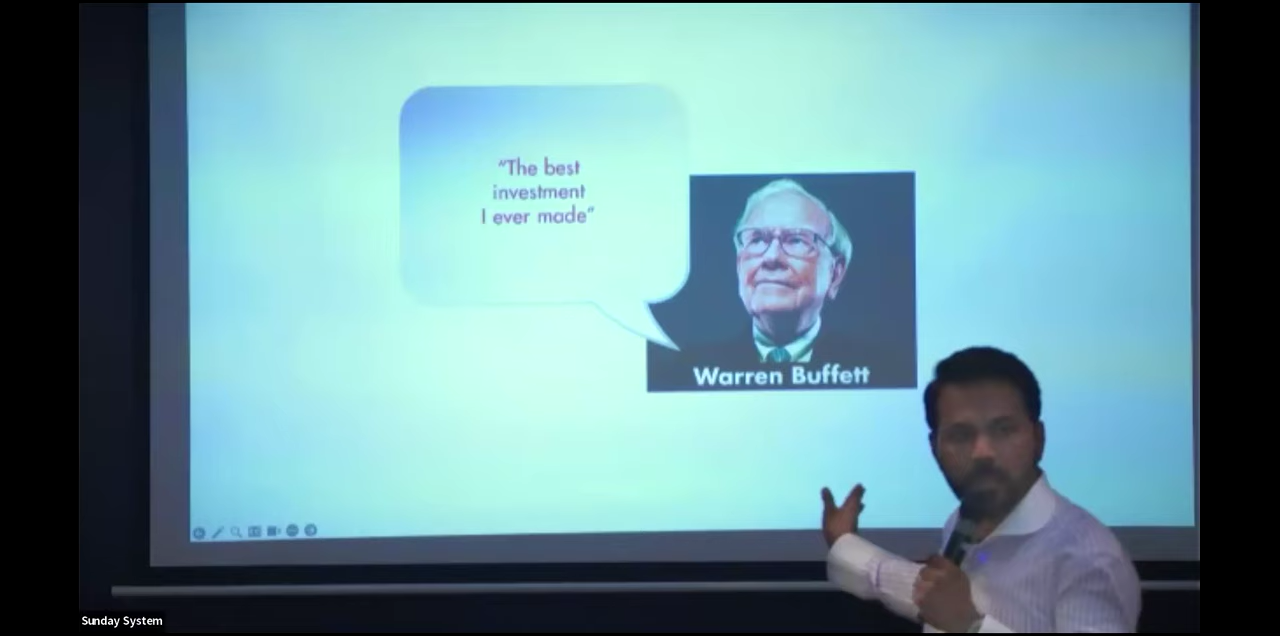 “The best
investment
I ever made”
Warren Buffett
Sunday System